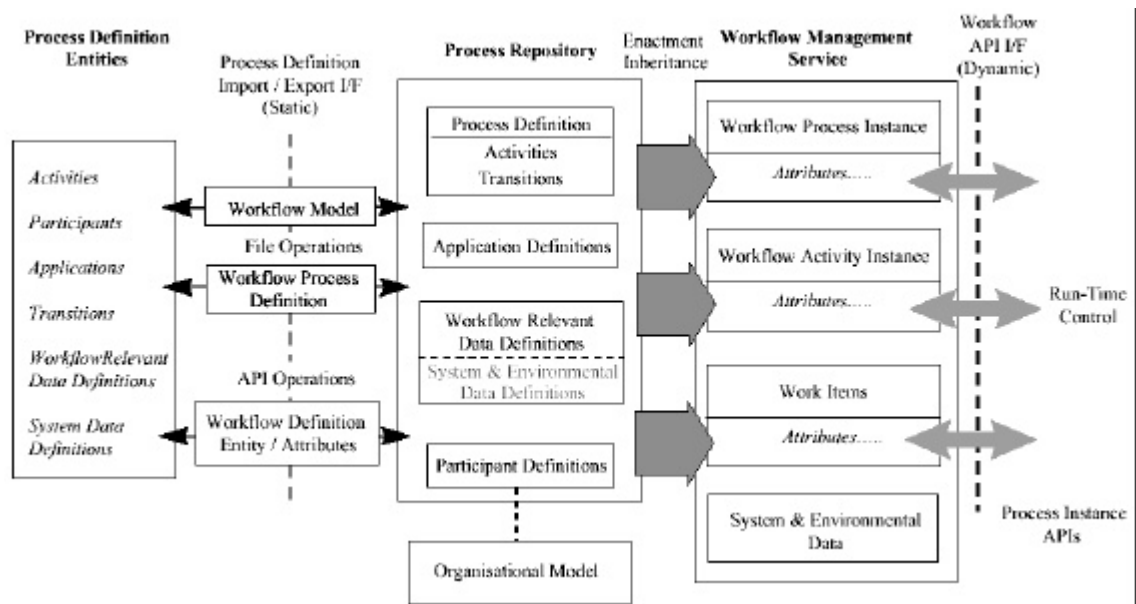 Process Definition
Entities
Activities
Participants
Applications
Transitions
WorkflowRelevant
Data Definitions
System Data
Definitions
Process Definition
Import / Export I/F
(Static)
Workflow Model
File Operations
Workflow Process
Definition
API Operations
Workflow Definition
Entity / Attributes
Process Repository
Process Definition
Activities
Transitions
Application Definitions
Workflow Relevant
Data Definitions
System & Environmental
Data Definitions
Participant Definitions
Organisational Model
Enactment
Inheritance
Workflow Management
Service
Workflow Process Instance
Attributes.....
Workflow Activity Instance
Attributes.....
Work Items
Attributes.....
System & Environmental
Data
Workflow
API I/F
(Dynamic)
Run-Time
Control
Process Instance
APIs